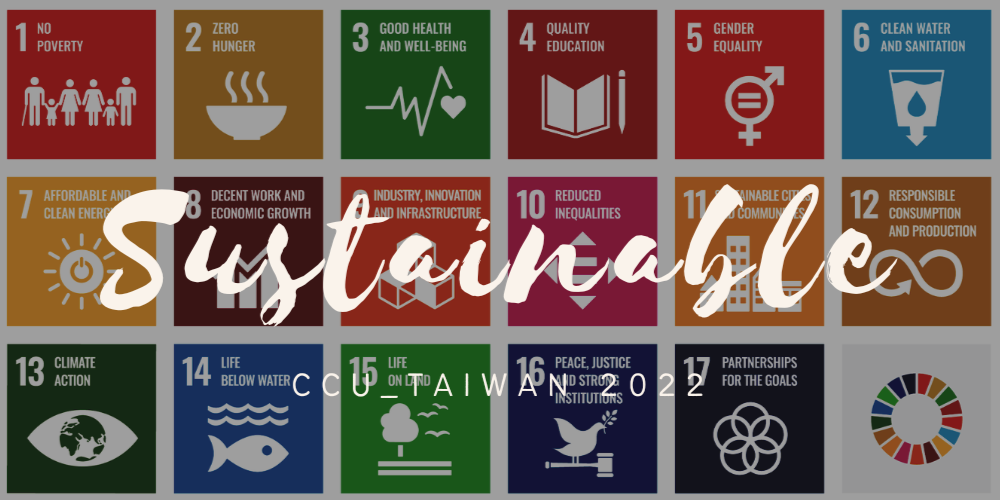 1 NO
POVERTY
2 ZERO
HUNGER
3 GOOD HEALTH
AND WELL-BEING
4 QUALITY
EDUCATION
5 GENDER
EQUALITY
6 CLEAN WATER
AND SANITATION
7 AFFORDABLE AND
CLEAN ENERGY
8 DECENT WORK AND
ECONOMIC GROWTH
9 INDUSTRY, INNOVATION
AND INFRASTRUCTURE
10 REDUCED
INEQUALITIES
11 SUSTAINABLE CITIES
AND COMMUNITIES
12 RESPONSIBLE
CONSUMPTION
AND PRODUCTION
Sustainable
13 CLIMATE
ACTION
14 LIFE
BELOW WATER
15 LIFE
ON LAND
16 PEACE, JUSTICE
AND STRONG
INSTITUTIONS
17 PARTNERSHIPS
FOR THE GOALS
CCU_TAIWAN 2022